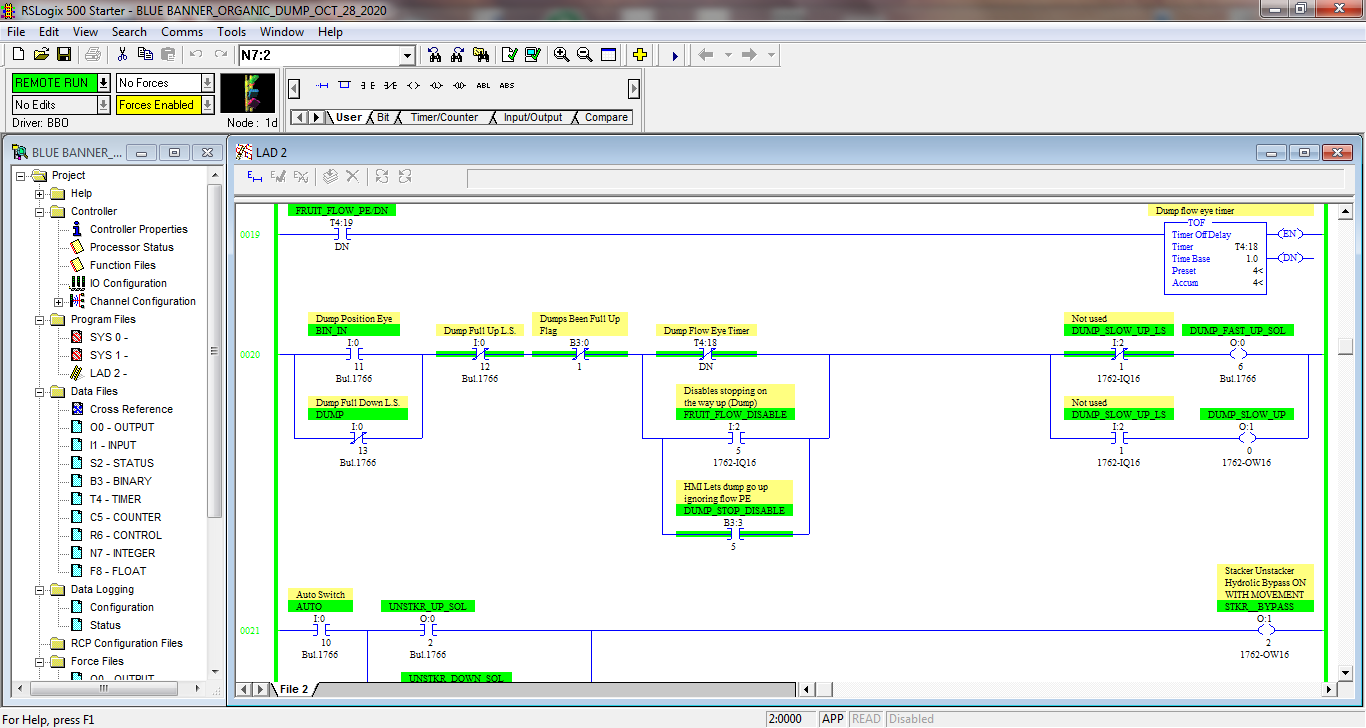 RSLogix 500 Starter - BLUE BANNER_ORGANIC_DUMP_OCT_28_2020
File Edit View Search Comms Tools Window Help
N7:2
REMOTE RUN No Forces
No Edits Forces Enabled
Driver: BBO Node : 1d
ABL ABS
User Bit Timer/Counter Input/Output Compare
BLUE BANNER_...
Project
Help
Controller
Controller Properties
Processor Status
Function Files
IO Configuration
Channel Configuration
Program Files
SYS 0 -
SYS 1 -
LAD 2 -
Data Files
Cross Reference
O0 - OUTPUT
I1 - INPUT
S2 - STATUS
B3 - BINARY
T4 - TIMER
C5 - COUNTER
R6 - CONTROL
N7 - INTEGER
F8 - FLOAT
Data Logging
Configuration
Status
RCP Configuration Files
Force Files
O0 - OUTPUT
LAD 2
FRUIT_FLOW_PE/DN
T4:19
0019
DN
Dump flow eye timer
TOF
Timer Off Delay
Timer T4:18
Time Base 1.0
Preset 4<
Accum 4<
EN
DN
0020
Dump Position Eye
BIN_IN
I:0
11
Bul.1766
Dump Full Down L.S.
DUMP
I:0
13
Bul.1766
Dump Full Up L.S.
I:0
12
Bul.1766
Dumps Been Full Up
Flag
B3:0
1
Dump Flow Eye Timer
T4:18
DN
Disables stopping on
the way up (Dump)
FRUIT_FLOW_DISABLE
I:2
5
1762-IQ16
HMI Lets dump go up
ignoring flow PE
DUMP_STOP_DISABLE
B3:3
5
Not used
DUMP_SLOW_UP_LS
I:2
1
1762-IQ16
DUMP_FAST_UP_SOL
O:0
6
Bul.1766
Not used
DUMP_SLOW_UP_LS
I:2
1
1762-IQ16
DUMP_SLOW_UP
O:1
0
1762-OW16
0021
Auto Switch
AUTO
I:0
10
Bul.1766
UNSTKR_UP_SOL
O:0
2
Bul.1766
UNSTKR_DOWN_SOL
Stacker Unstacker
Hydrolic Bypass ON
WITH MOVEMENT
STKR__BYPASS
O:1
2
1762-OW16
File 2
For Help, press F1 2:0000 APP READ Disabled